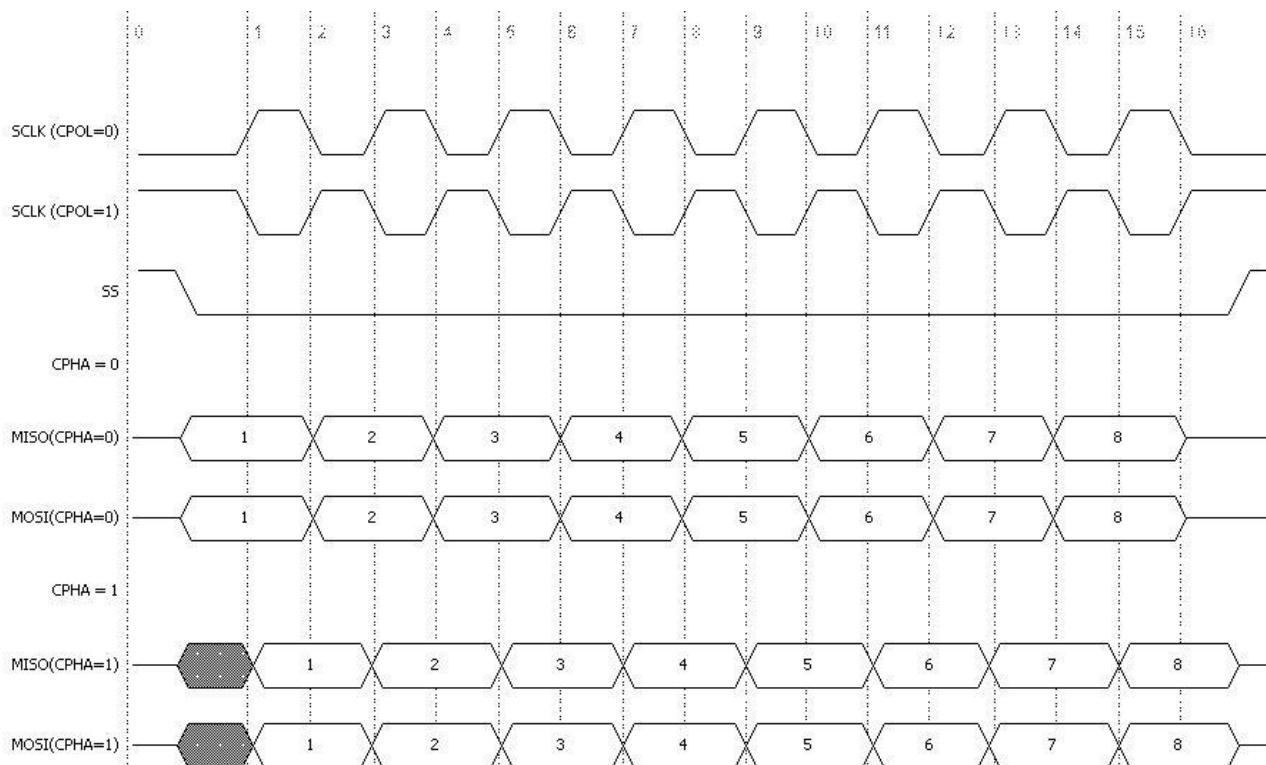 0 1 2 3 4 5 6 7 8 9 10 11 12 13 14 15 16
SCLK (CPOL=0)
SCLK (CPOL=1)
SS
CPHA = 0
MISO(CPHA=0) 1 2 3 4 5 6 7 8
MOSI(CPHA=0) 1 2 3 4 5 6 7 8
CPHA = 1
MISO(CPHA=1) 1 2 3 4 5 6 7 8
MOSI(CPHA=1) 1 2 3 4 5 6 7 8